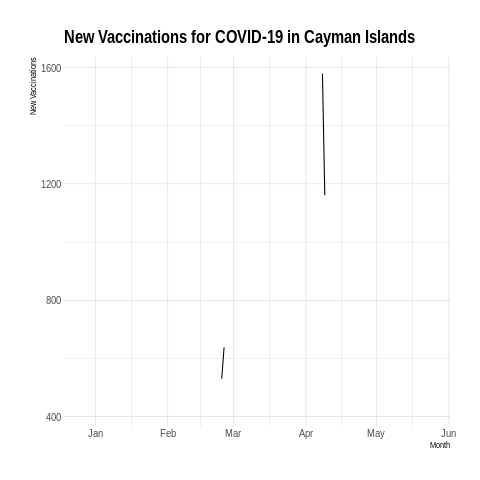 New Vaccinations for COVID-19 in Cayman Islands
New Vaccinations
1600
1200
800
400
Jan Feb Mar Apr May Jun
Month